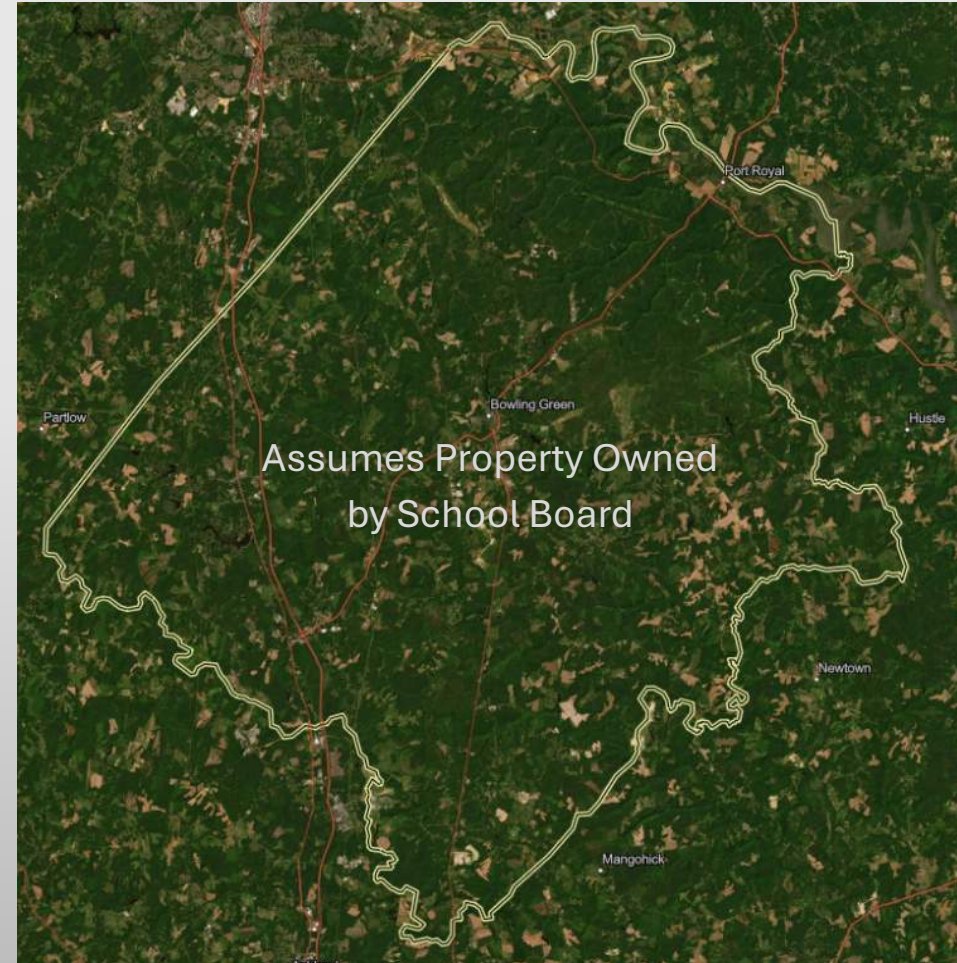 Port Royal
Bowling Green
Partlow
Hustle
Assumes Property Owned
by School Board
Newtown
Mangohick